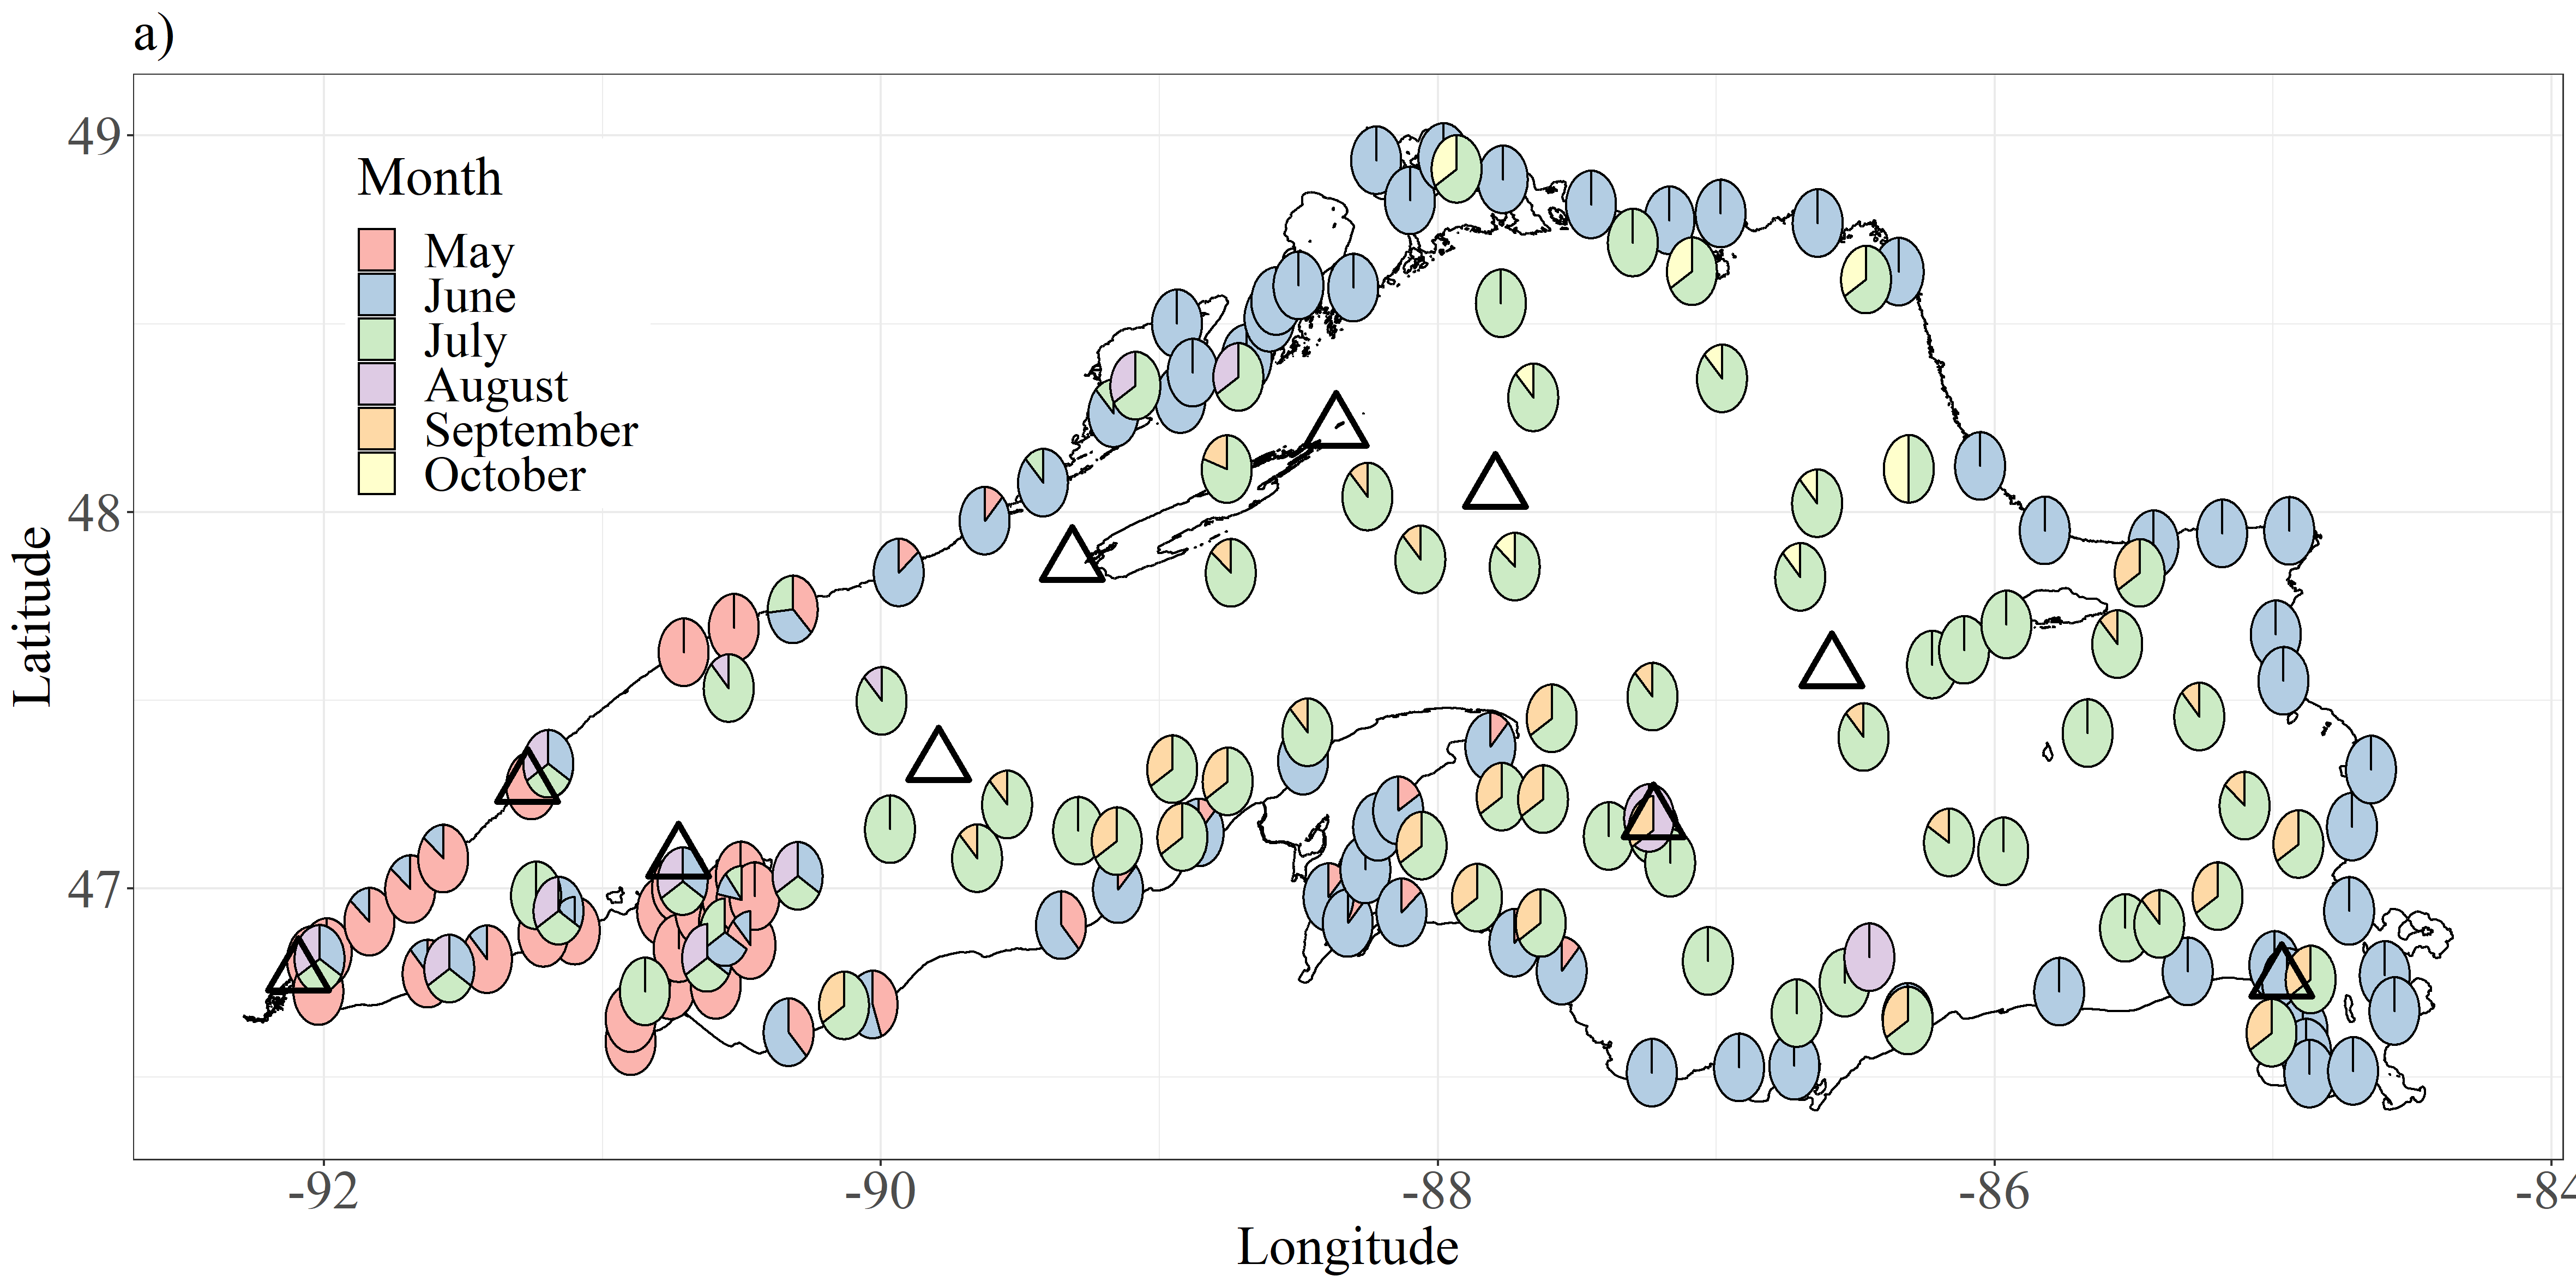 a)
Month
May
June
July
August
September
October
49
48
47
Latitude
-92
-90
-88
-86
-84
Longitude